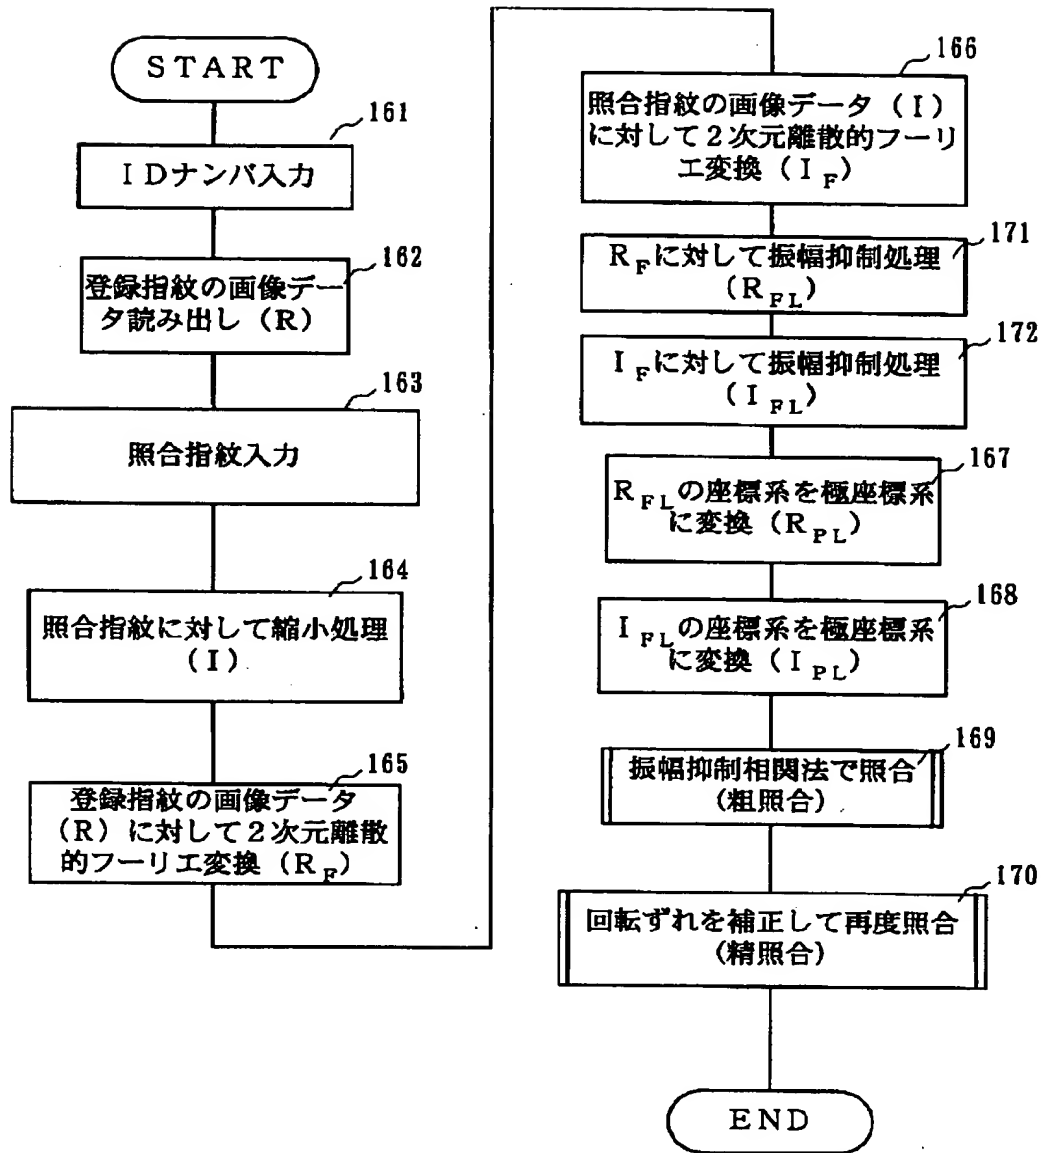 START
161
IDナンバ入力
162
登録指紋の画像デー
タ読み出し(R)
163
照合指紋入力
164
照合指紋に対して縮小処理
(I)
165
登録指紋の画像データ
(R)に対して2次元離散
的フーリエ変換(R_F)
166
照合指紋の画像データ(I)
に対して2次元離散的フーリ
エ変換(I_F)
171
R_Fに対して振幅抑制処理
(R_FL)
172
I_Fに対して振幅抑制処理
(I_FL)
167
R_FLの座標系を極座標系
に変換(R_PL)
168
I_FLの座標系を極座標系
に変換(I_PL)
169
振幅抑制相関法で照合
(粗照合)
170
回転ずれを補正して再度照合
(精照合)
END